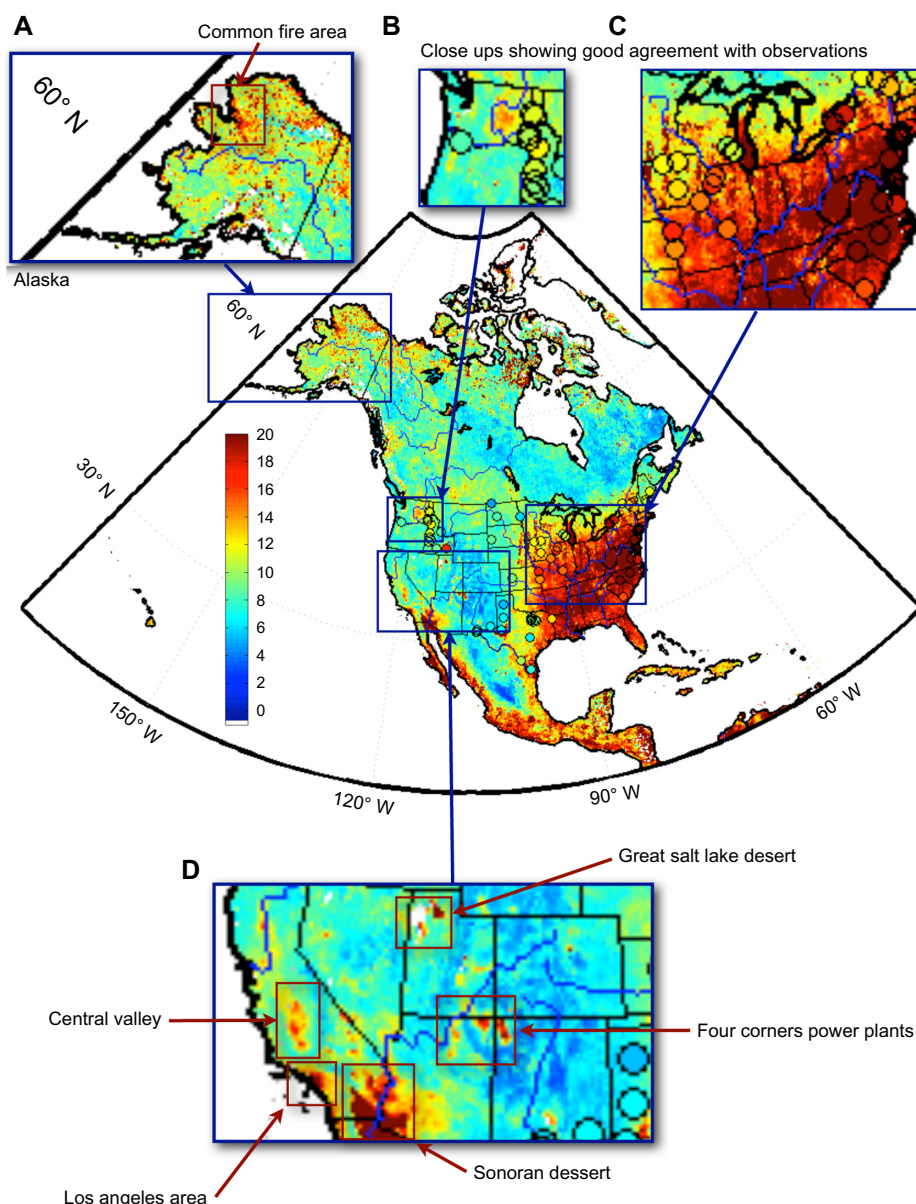 A
B
C
Common fire area
Close ups showing good agreement with observations
60° N
Alaska
60° N
30° N
20
18
16
14
12
10
8
6
4
2
0
150° W
120° W
90° W
60° W
D
Great salt lake desert
Central valley
Four corners power plants
Sonoran dessert
Los angeles area